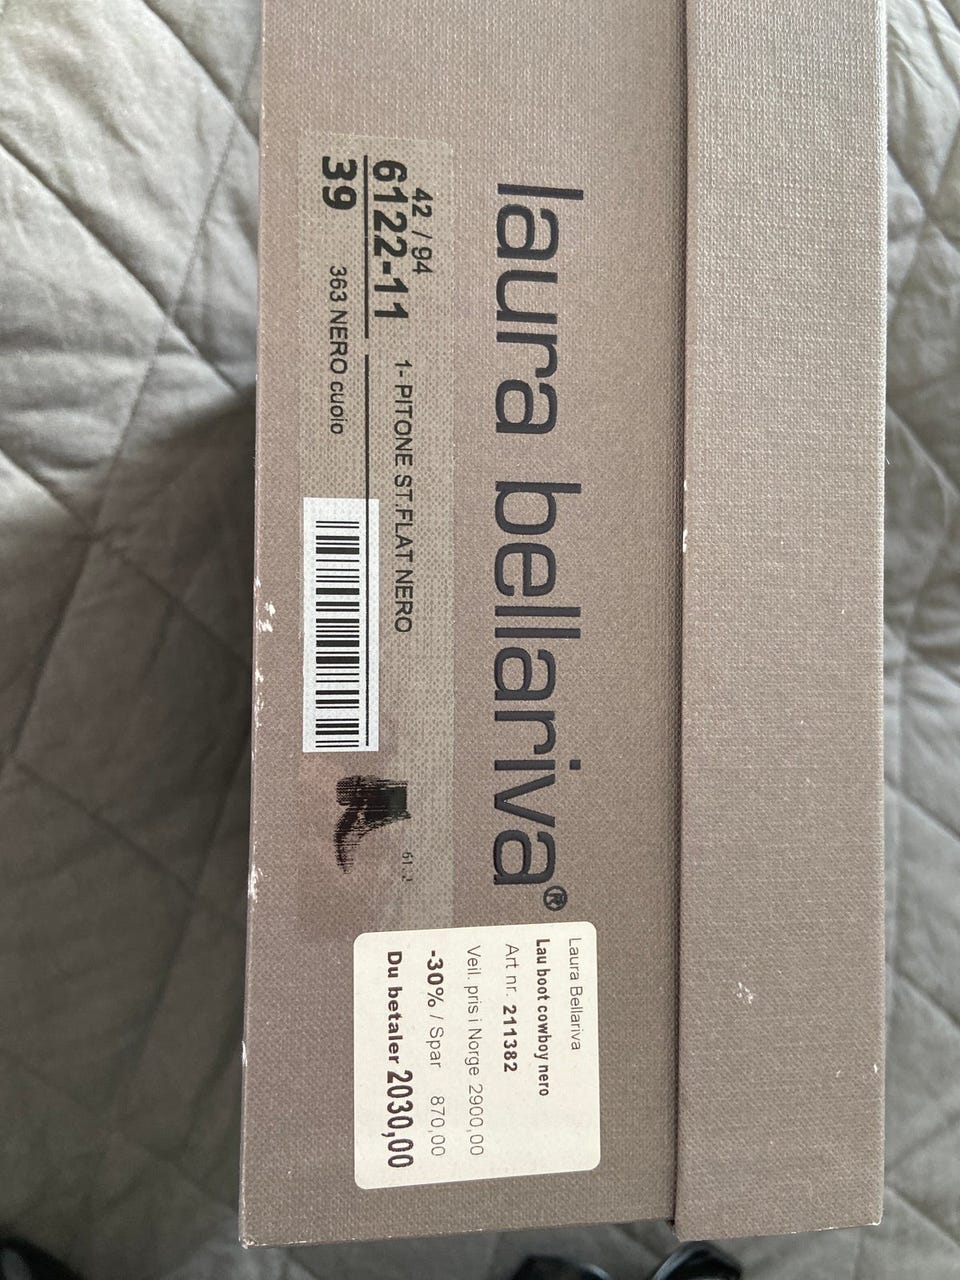 laura bellariva®
42 / 94
6122-11 1- PITONE ST.FLAT NERO
39 363 NERO cuoio
Laura Bellariva
Lau boot cowboy nero
Art nr. 211382
Veil. pris i Norge 2900,00
-30% / Spar 870,00
Du betaler 2030,00